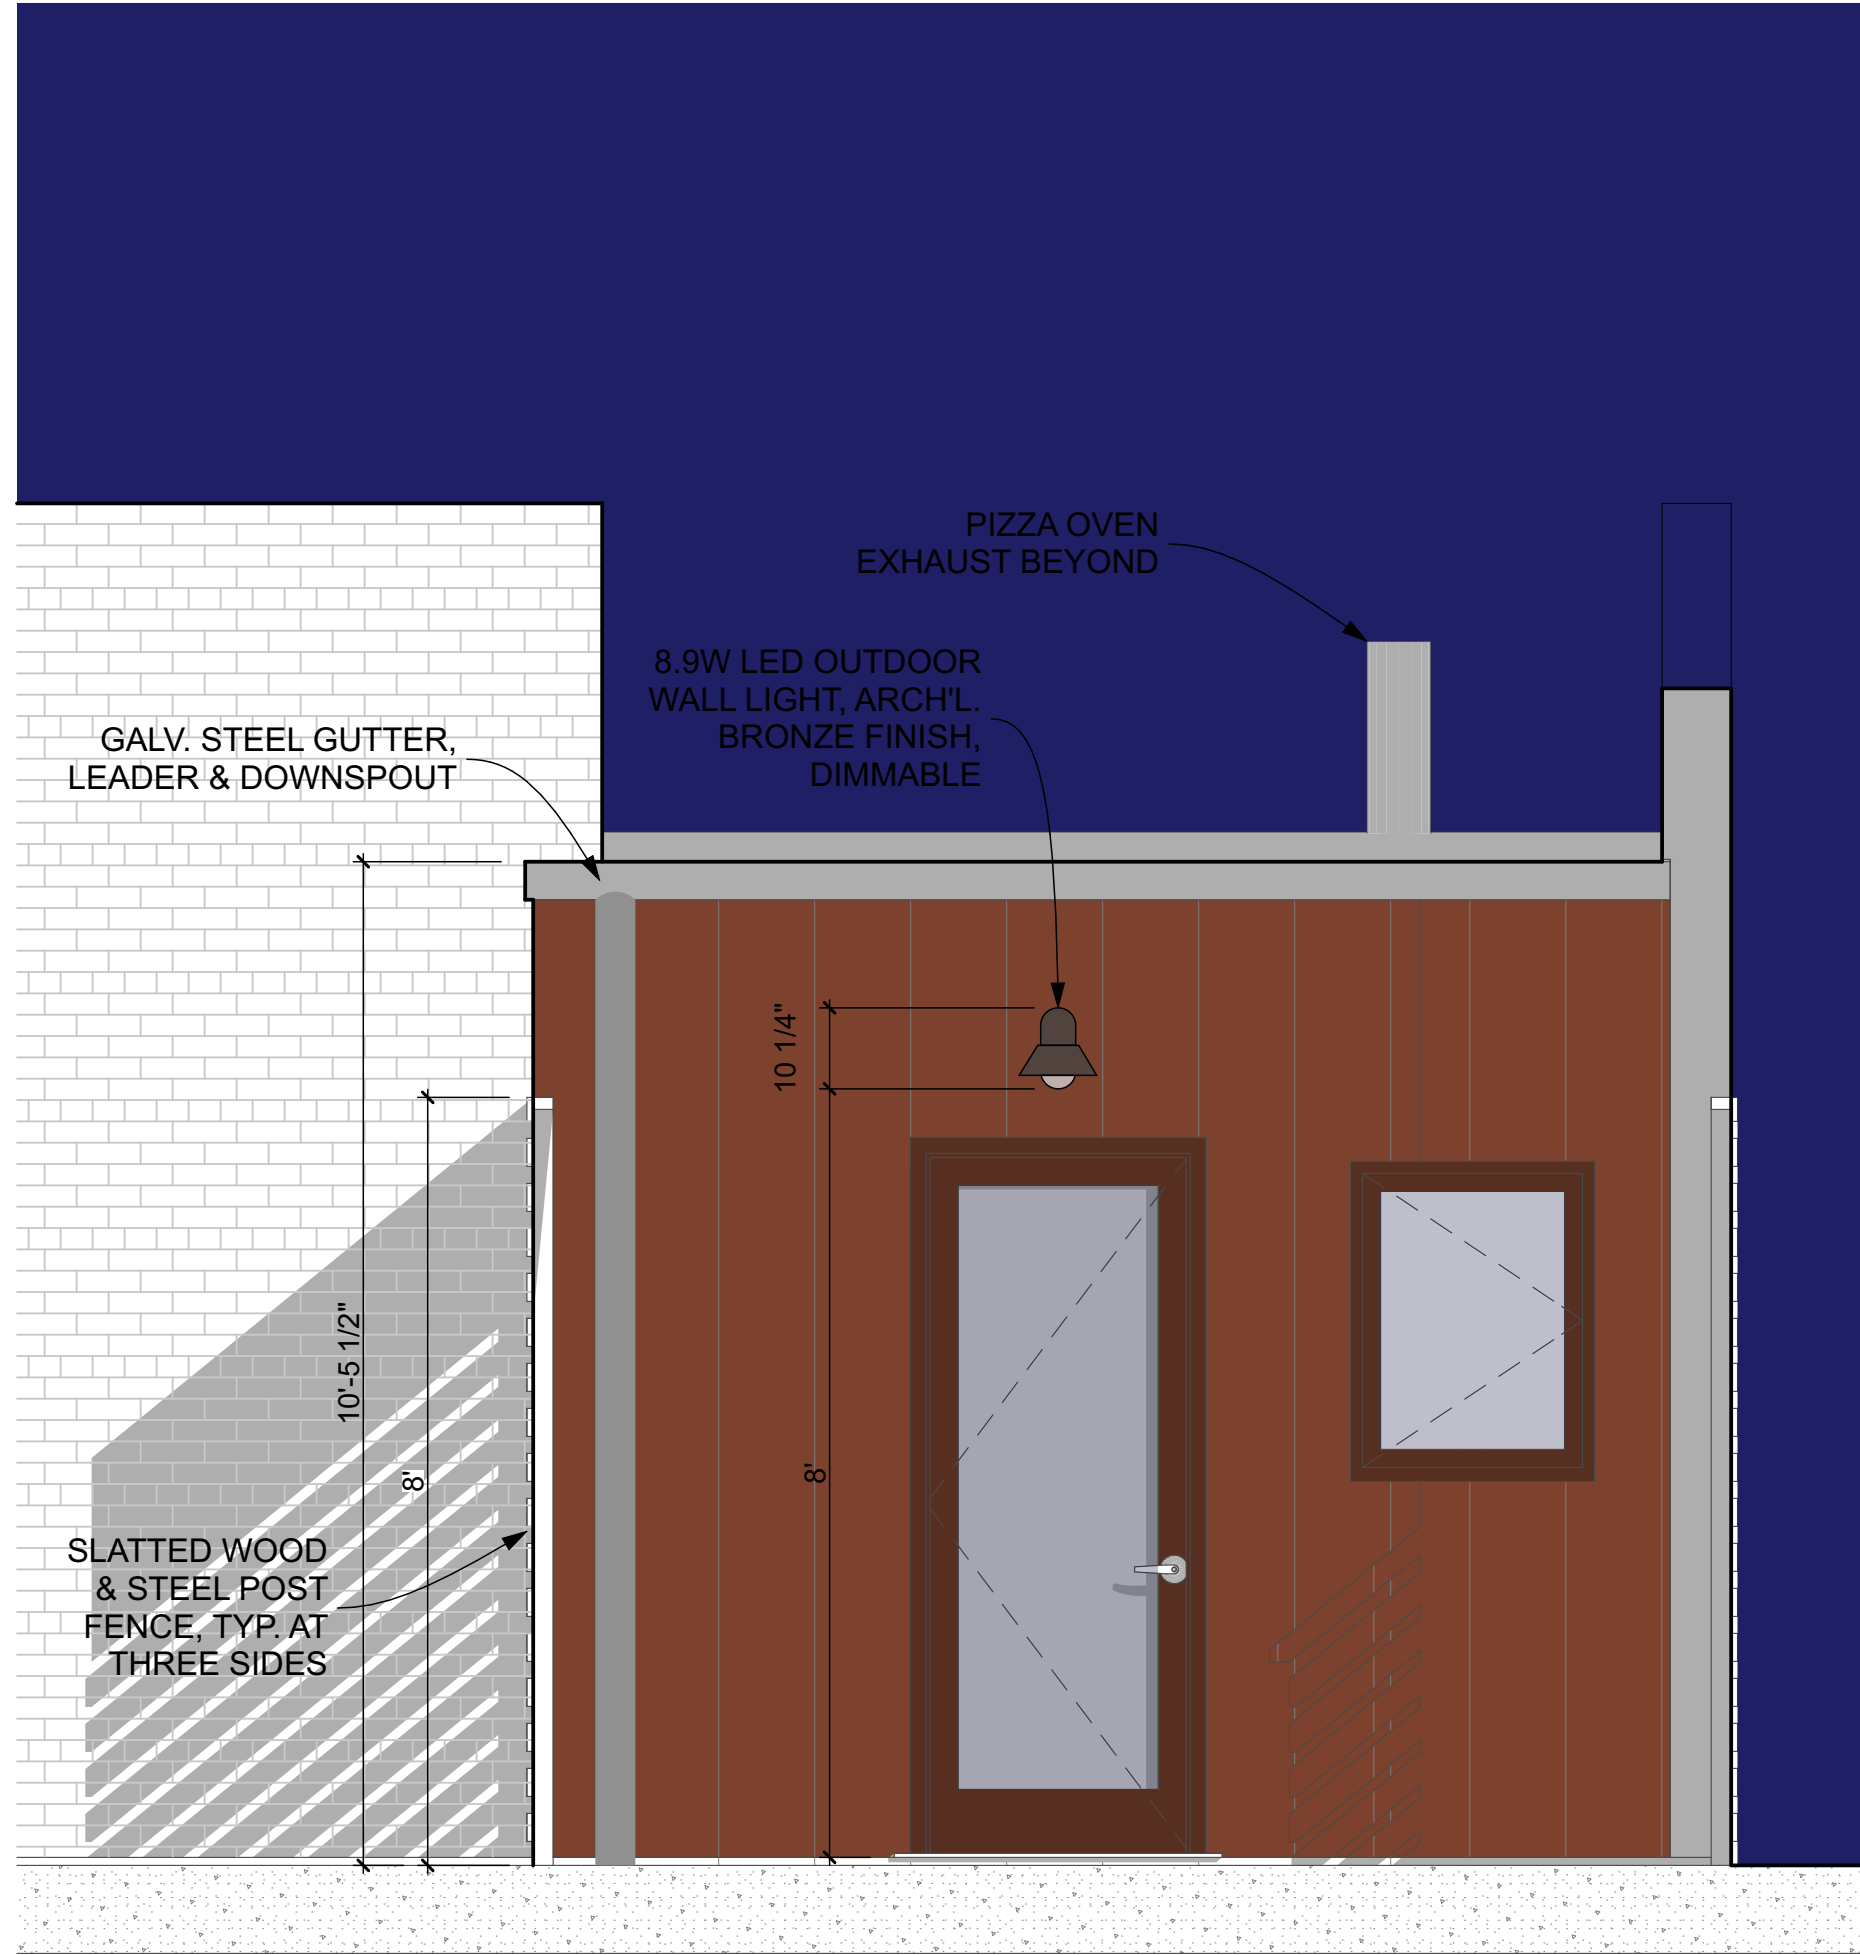 PIZZA OVEN
EXHAUST BEYOND
8.9W LED OUTDOOR
WALL LIGHT, ARCH'L.
BRONZE FINISH,
DIMMABLE
GALV. STEEL GUTTER,
LEADER & DOWNSPOUT
10 1/4"
10'-5 1/2"
8'
8'
SLATTED WOOD
& STEEL POST
FENCE, TYP. AT
THREE SIDES